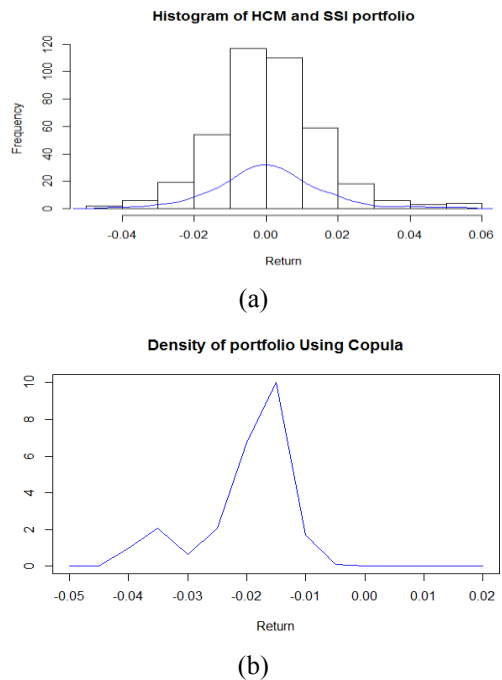 Histogram of HCM and SSI portfolio
Frequency
120
100
80
60
40
20
0
-0.04 -0.02 0.00 0.02 0.04 0.06
Return
(a)
Density of portfolio Using Copula
10
8
6
4
2
0
-0.05 -0.04 -0.03 -0.02 -0.01 0.00 0.01 0.02
Return
(b)